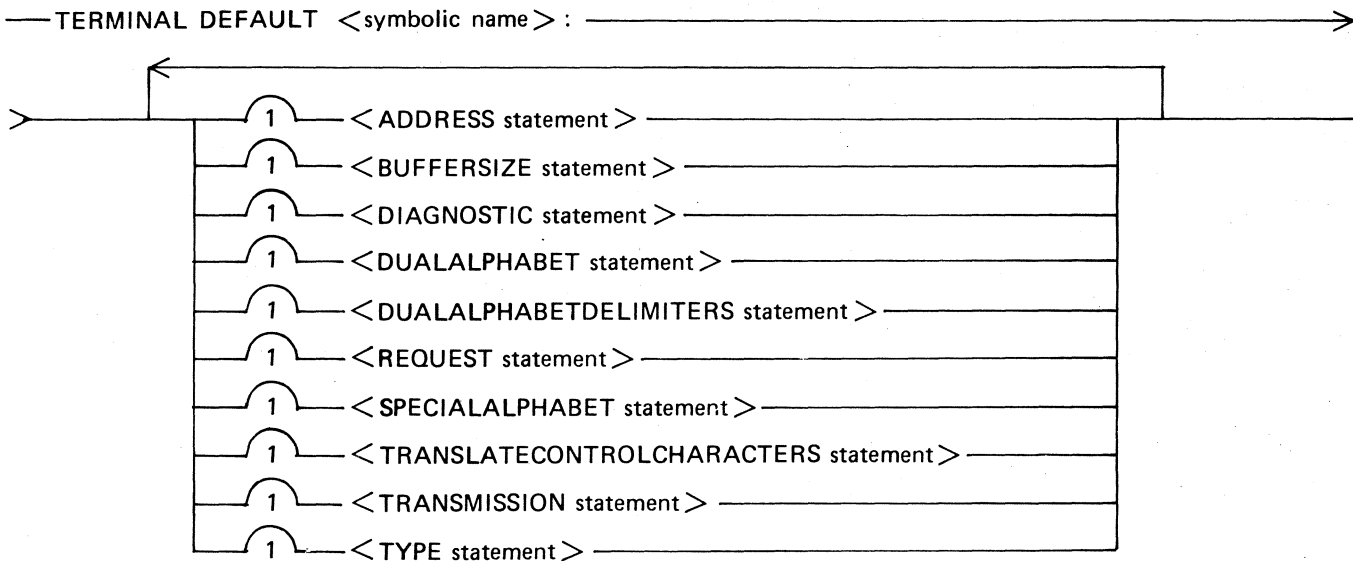 TERMINAL DEFAULT <symbolic name> :
1 <ADDRESS statement>
1 <BUFFERSIZE statement>
1 <DIAGNOSTIC statement>
1 <DUALALPHABET statement>
1 <DUALALPHABETDELIMITERS statement>
1 <REQUEST statement>
1 <SPECIALALPHABET statement>
1 <TRANSLATECONTROLCHARACTERS statement>
1 <TRANSMISSION statement>
1 <TYPE statement>